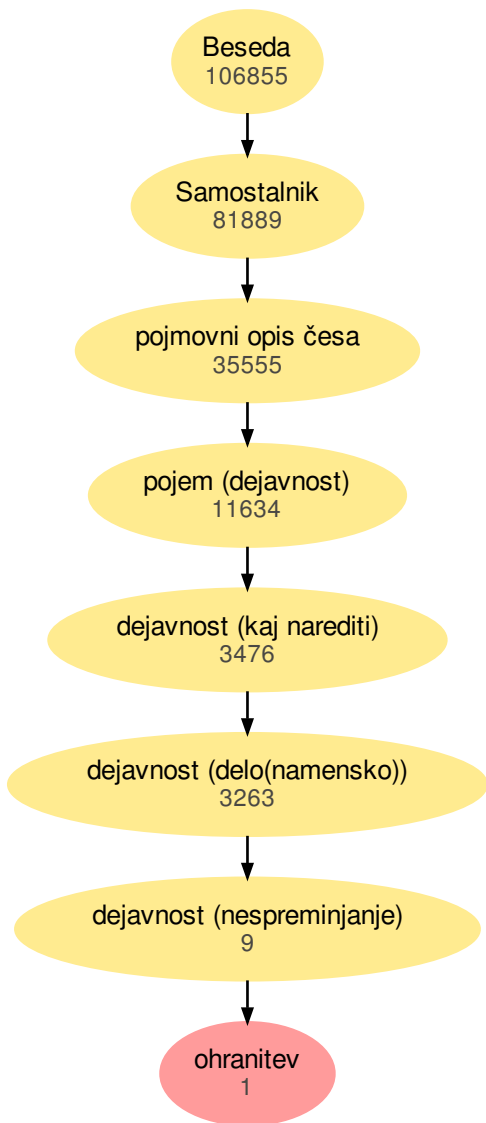 Beseda
106855
Samostalnik
81889
pojmovni opis česa
35555
pojem (dejavnost)
11634
dejavnost (kaj narediti)
3476
dejavnost (delo(namensko))
3263
dejavnost (nespreminjanje)
9
ohranitev
1